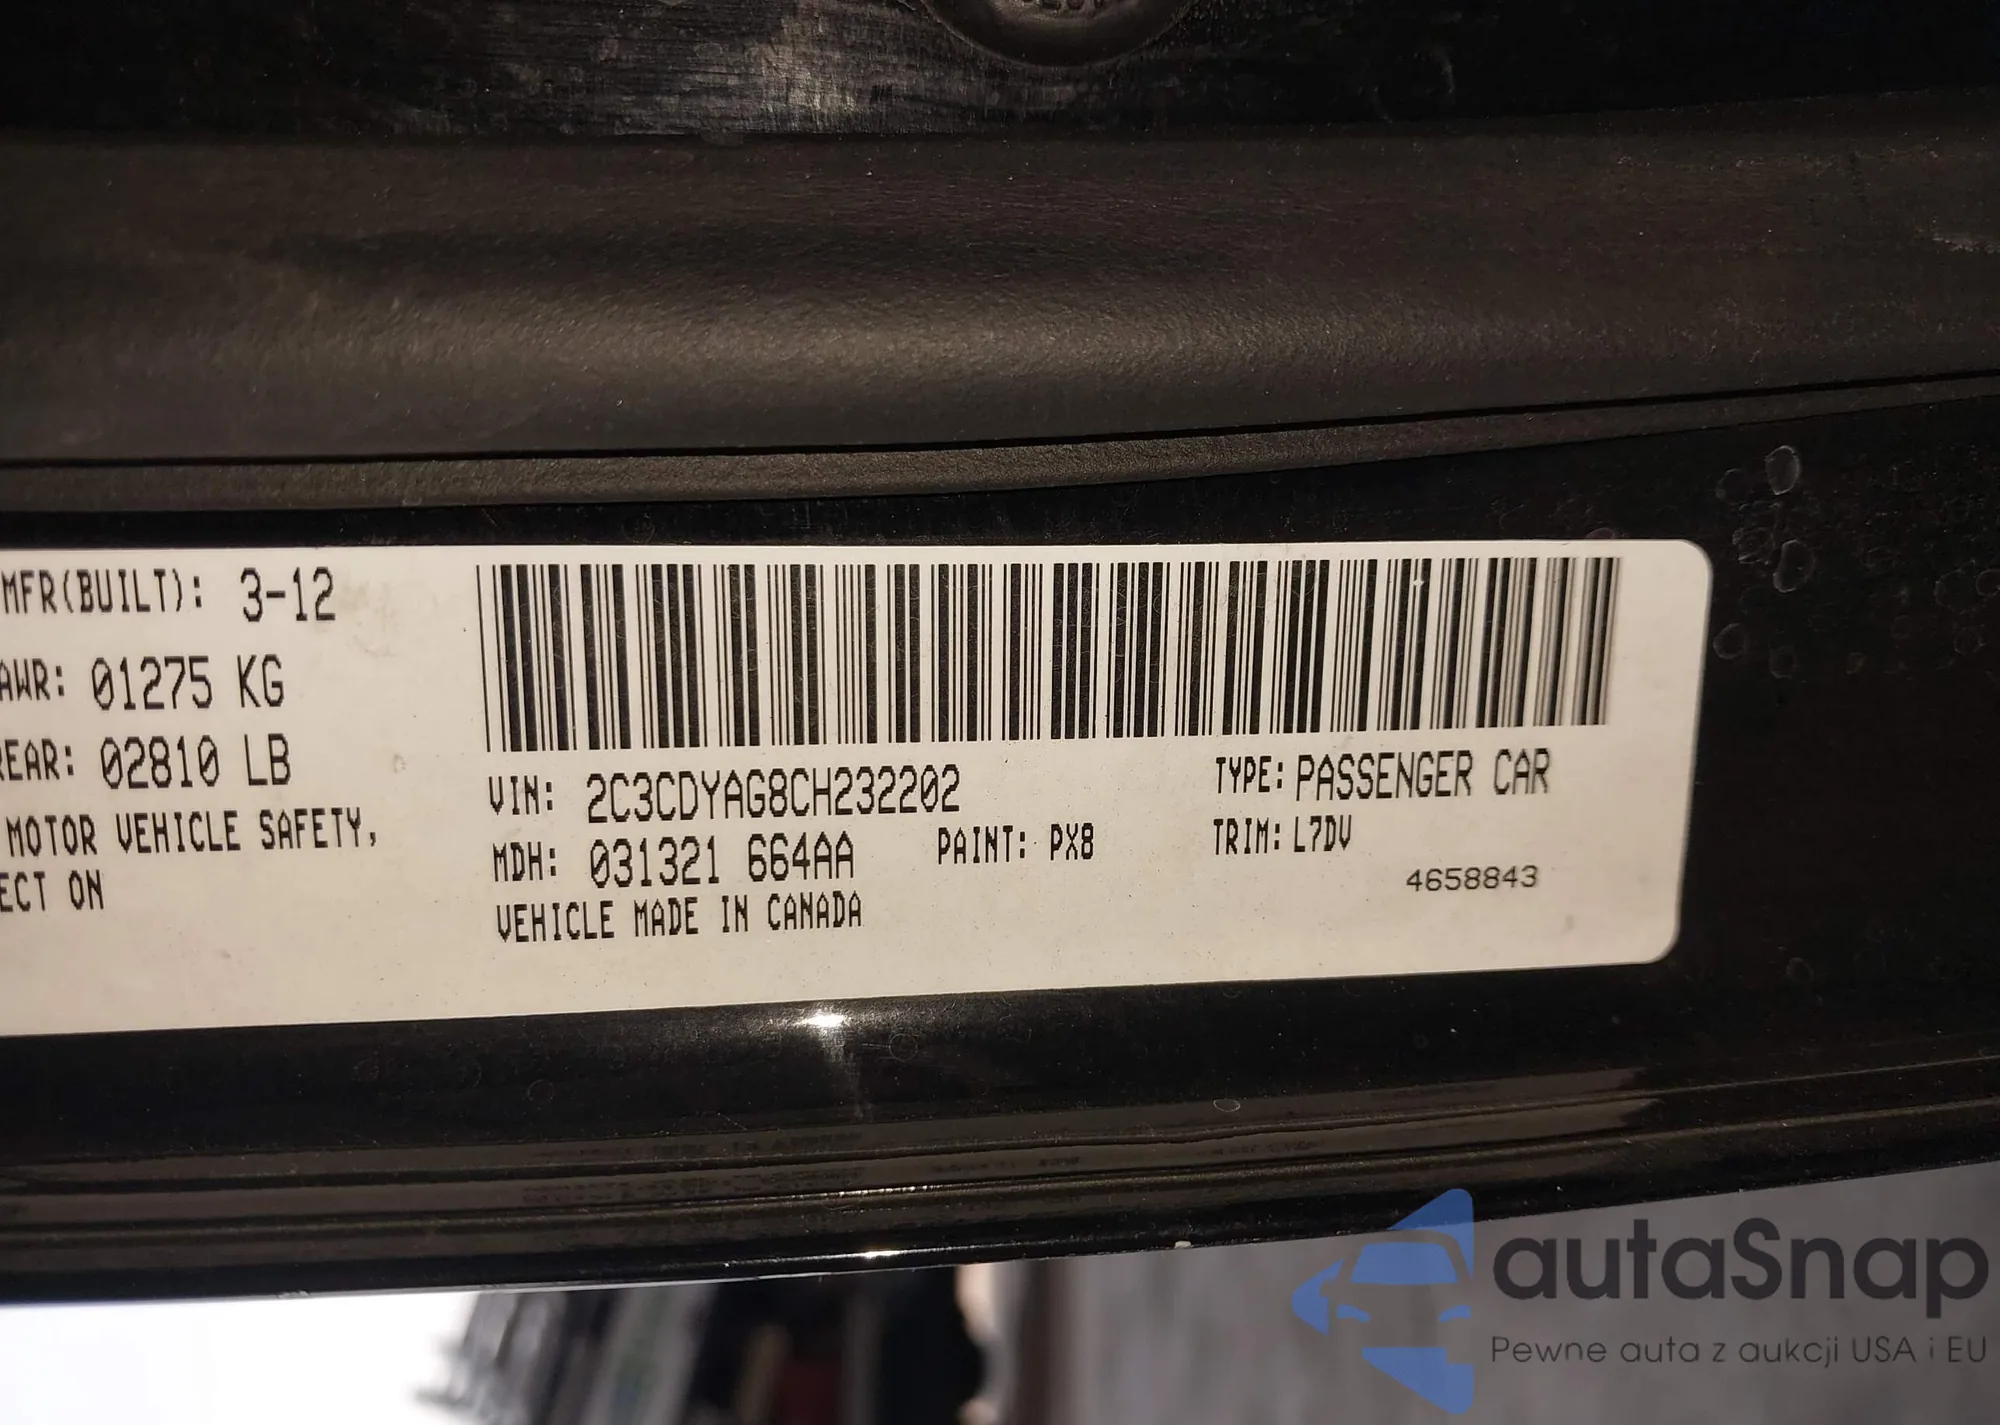 MFR(BUILT): 3-12
AWR: 01275 KG
REAR: 02810 LB
MOTOR VEHICLE SAFETY,
ECT ON
VIN: 2C3CDYAG8CH232202
TYPE: PASSENGER CAR
MDH: 031321 664AA
PAINT: PX8
TRIM: L7DV
VEHICLE MADE IN CANADA
4658843
autaSnap
Pewne auta z aukcji USA i EU